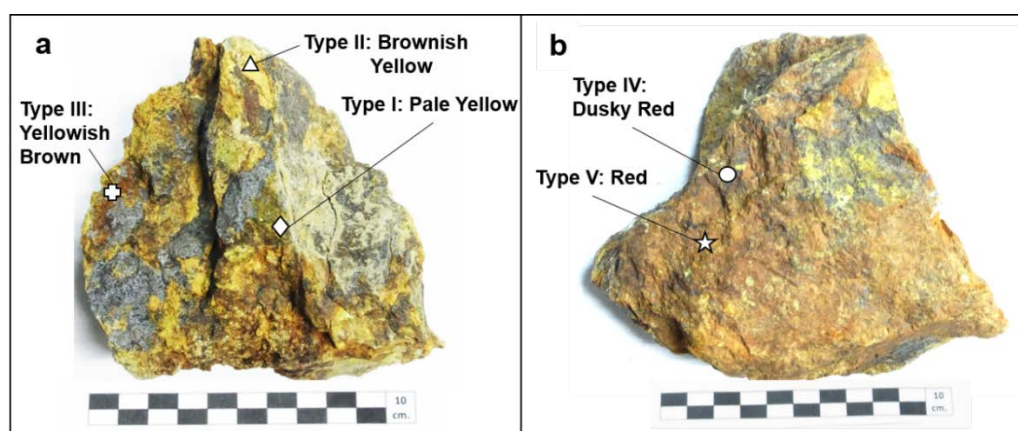 a
Type II: Brownish
Yellow
Type I: Pale Yellow
Type III:
Yellowish
Brown
10
cm.
b
Type IV:
Dusky Red
Type V: Red
10
cm.